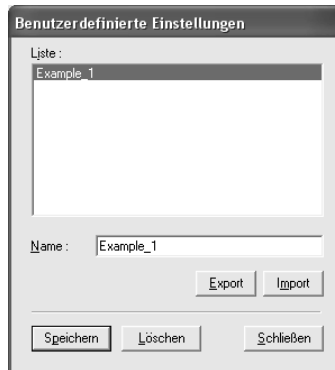 Benutzerdefinierte Einstellungen
Liste :
Example_1
Name : Example_1
Export Import
Speichern Löschen Schließen